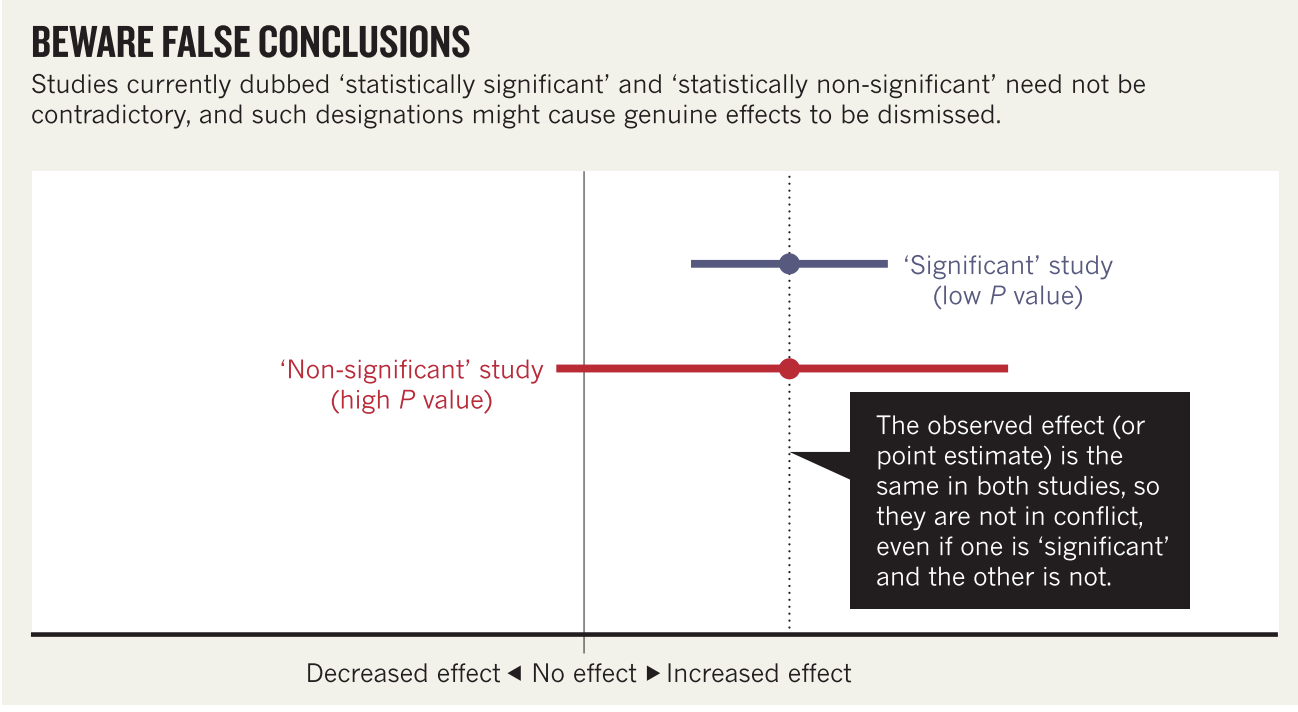 BEWARE FALSE CONCLUSIONS
Studies currently dubbed ‘statistically significant’ and ‘statistically non-significant’ need not be
contradictory, and such designations might cause genuine effects to be dismissed.
‘Significant’ study
(low P value)
‘Non-significant’ study
(high P value)
The observed effect (or
point estimate) is the
same in both studies, so
they are not in conflict,
even if one is ‘significant’
and the other is not.
Decreased effect ◀ No effect ▶ Increased effect